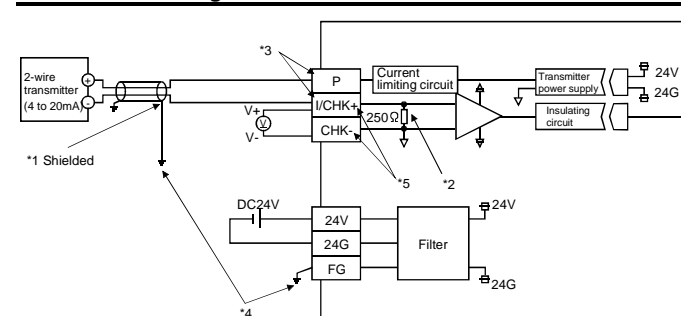 *3
2-wire
transmitter
(4 to 20mA)
+
-
P
Current
limiting circuit
Transmitter
power supply
24V
24G
I/CHK+
250Ω
Insulating
circuit
V+
V
V-
CHK-
*1 Shielded
*5
*2
DC24V
24V
24V
24G
Filter
FG
24G
*4